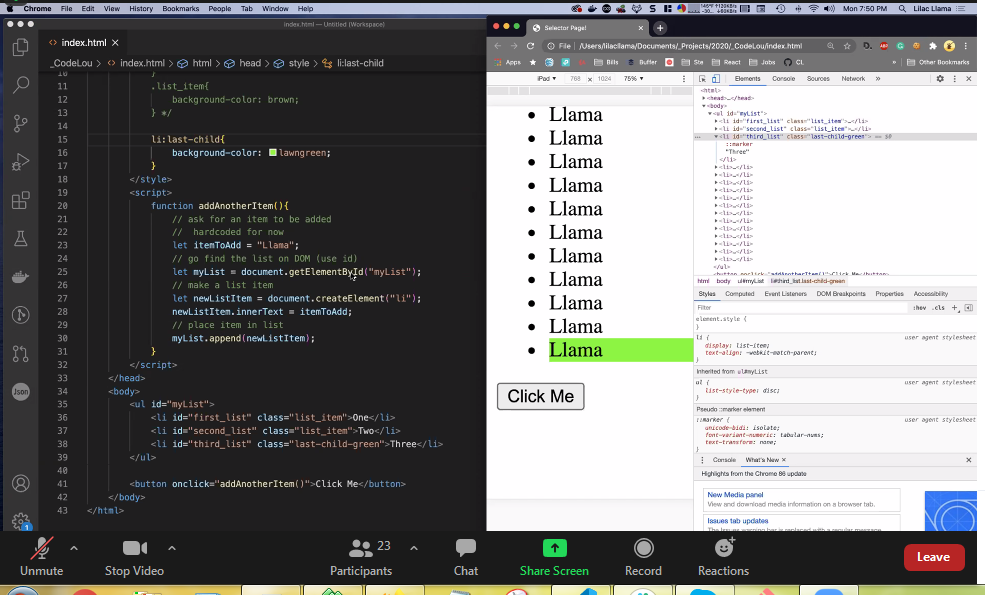 Chrome File Edit View History Bookmarks People Tab Window Help
Mon 7:50 PM Lilac Llama
index.html — Untitled (Workspace)
index.html ×
_CodeLou > index.html > html > head > style > li:last-child
10 }
11 .list_item{
12 background-color: brown;
13 } */
14
15 li:last-child{
16 background-color: lawngreen;
17 }
18 </style>
19 <script>
20 function addAnotherItem(){
21 // ask for an item to be added
22 // hardcoded for now
23 let itemToAdd = "Llama";
24 // go find the list on DOM (use id)
25 let myList = document.getElementById("myList");
26 // make a list item
27 let newListItem = document.createElement("li");
28 newListItem.innerText = itemToAdd;
29 // place item in list
30 myList.append(newListItem);
31 }
32 </script>
33 </head>
34 <body>
35 <ul id="myList">
36 <li id="first_list" class="list_item">One</li>
37 <li id="second_list" class="list_item">Two</li>
38 <li id="third_list" class="last-child-green">Three</li>
39 </ul>
40
41 <button onclick="addAnotherItem()">Click Me</button>
42 </body>
43 </html>
Json
1
Selector Page!
File /Users/lilacllama/Documents/_Projects/2020/_CodeLou/index.html
Apps Bills Buffer Ste React Jobs CL Other Bookmarks
iPad 768 × 1024 75%
Llama
Llama
Llama
Llama
Llama
Llama
Llama
Llama
Llama
Llama
Llama
Click Me
Elements Console Sources Network
<html>
<head>…</head>
<body>
<ul id="myList">
<li id="first_list" class="list_item">…</li>
<li id="second_list" class="list_item">…</li>
<li id="third_list" class="last-child-green"> == $0
::marker
"Three"
</li>
<li>…</li>
<li>…</li>
<li>…</li>
<li>…</li>
<li>…</li>
<li>…</li>
<li>…</li>
<li>…</li>
<li>…</li>
<li>…</li>
<li>…</li>
<li>…</li>
</ul>
<button onclick="addAnotherItem()">Click Me</button>
html body ul#myList li#third_list.last-child-green
Styles Computed Event Listeners DOM Breakpoints Properties Accessibility
Filter :hov .cls +
element.style {
}
li { user agent stylesheet
display: list-item;
text-align: -webkit-match-parent;
}
Inherited from ul#myList
ul { user agent stylesheet
list-style-type: disc;
}
Pseudo ::marker element
::marker { user agent stylesheet
unicode-bidi: isolate;
font-variant-numeric: tabular-nums;
text-transform: none;
}
Console What's New ×
Highlights from the Chrome 86 update
New Media panel
View and download media information on a browser tab.
Issues tab updates
Unmute
Stop Video
23
Participants
Chat
Share Screen
Record
Reactions
Leave